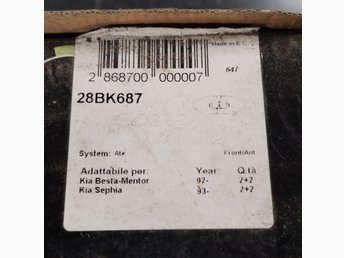 Made in E.C.
2 868700 000007
647
28BK687
System: Ate Front/Ant
Adattabile per: Year Q.tà
Kia Besta-Mentor 92- 2+2
Kia Sephia 93- 2+2